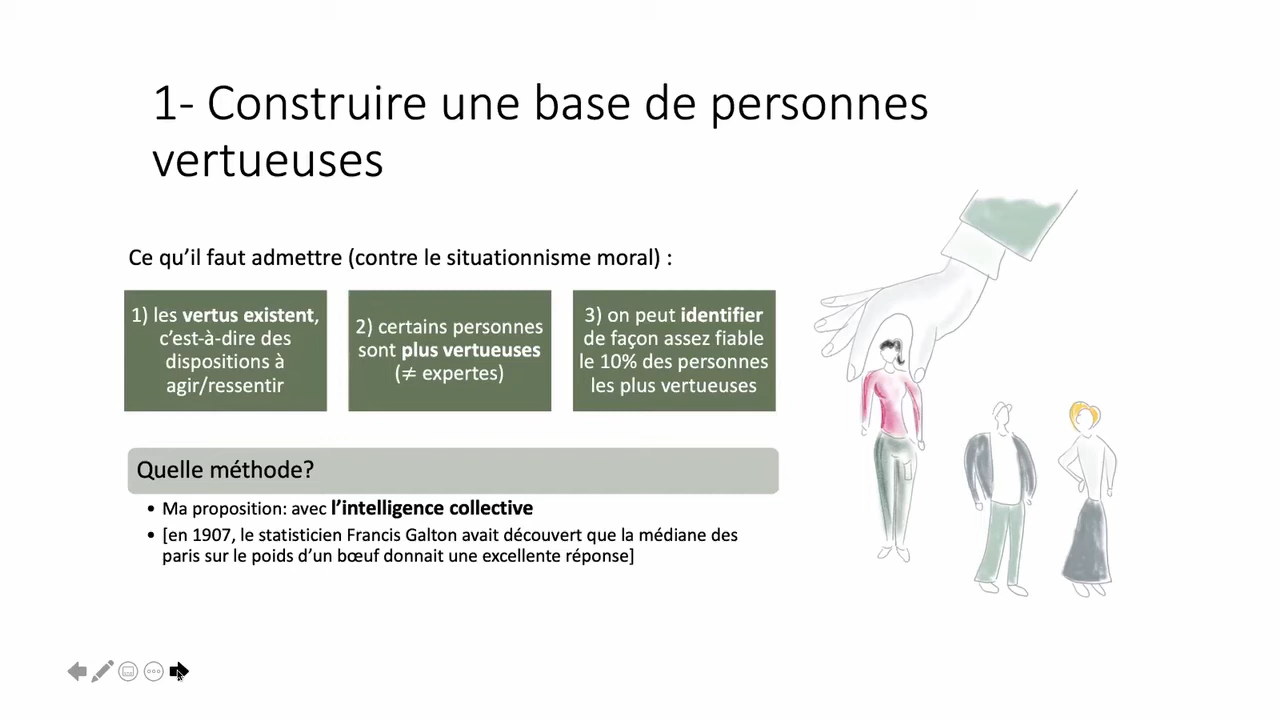 1- Construire une base de personnes
vertueuses
Ce qu’il faut admettre (contre le situationnisme moral) :
1) les vertus existent,
c’est-à-dire des
dispositions à
agir/ressentir
2) certains personnes
sont plus vertueuses
(≠ expertes)
3) on peut identifier
de façon assez fiable
le 10% des personnes
les plus vertueuses
Quelle méthode?
• Ma proposition: avec l’intelligence collective
• [en 1907, le statisticien Francis Galton avait découvert que la médiane des
paris sur le poids d’un bœuf donnait une excellente réponse]